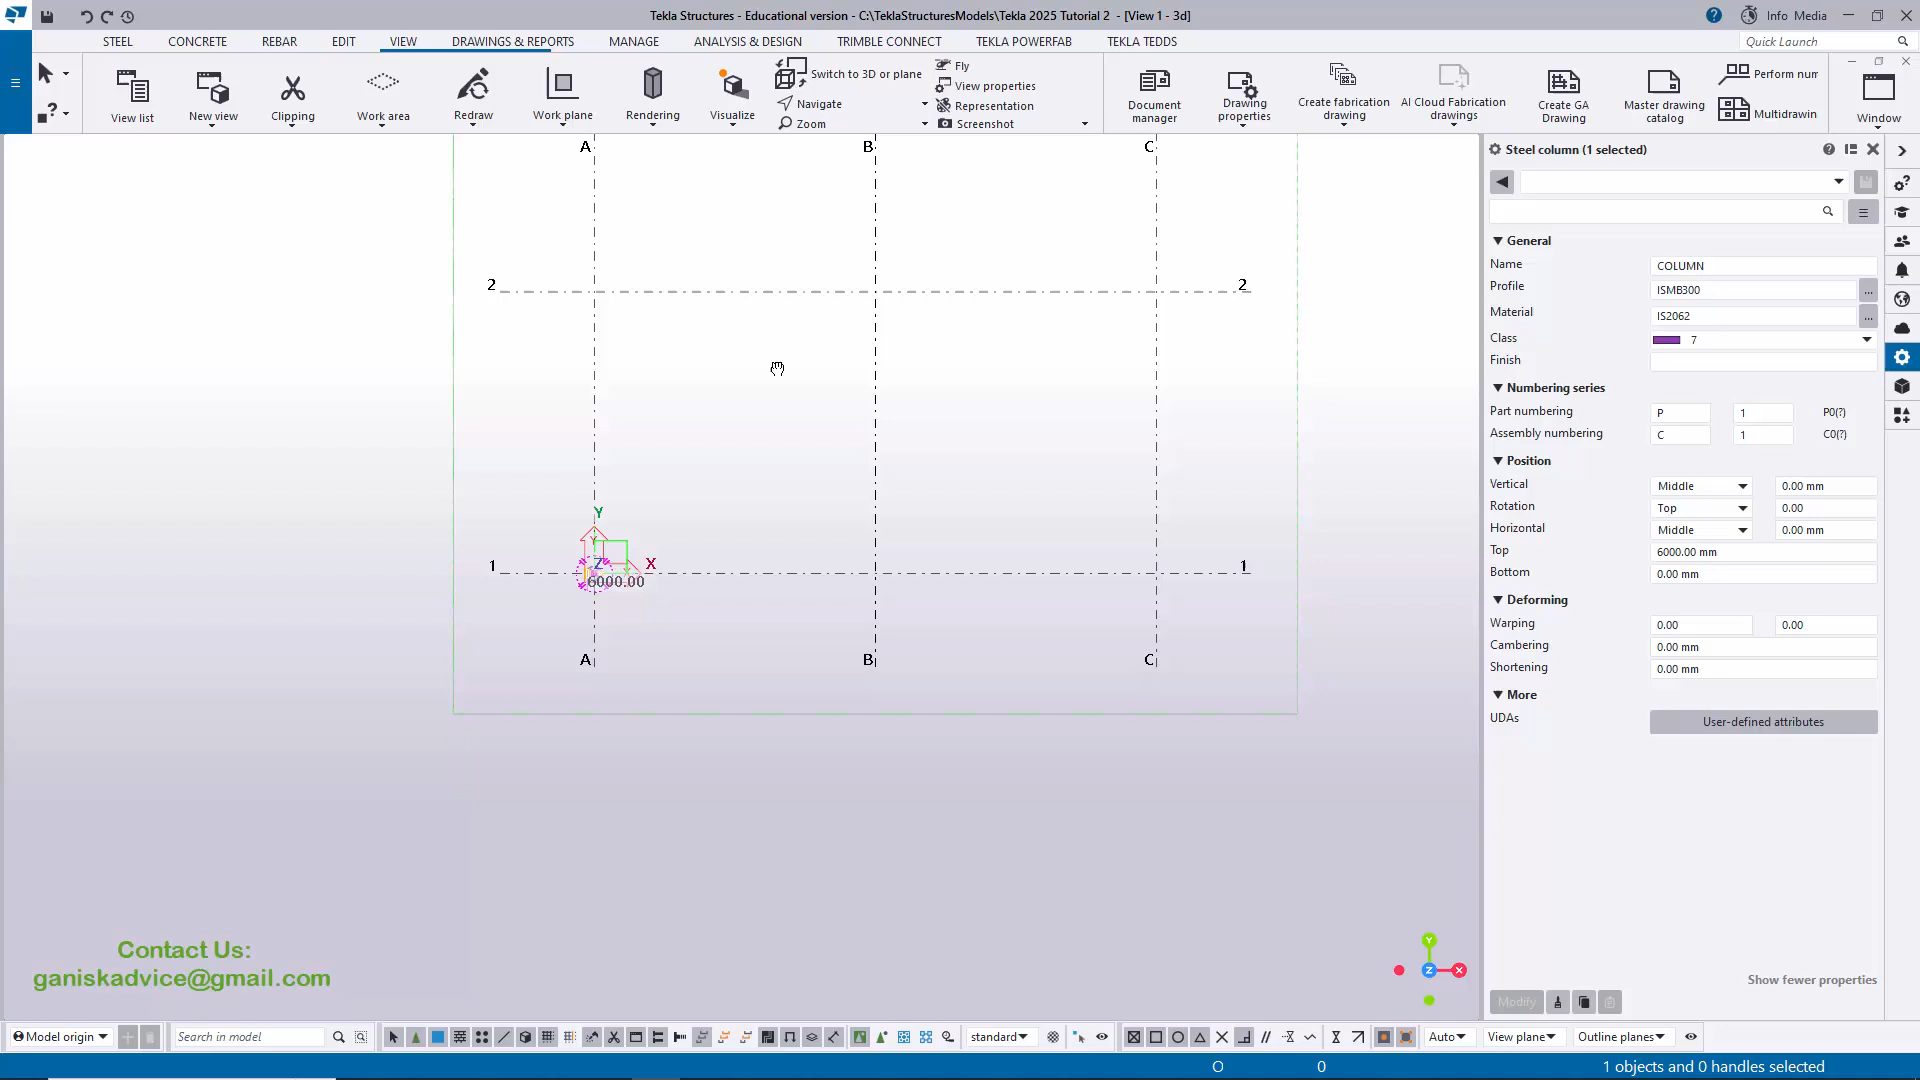 Tekla Structures - Educational version - C:\TeklaStructuresModels\Tekla 2025 Tutorial 2 - [View 1 - 3d]
Info Media
STEEL CONCRETE REBAR EDIT VIEW DRAWINGS & REPORTS MANAGE ANALYSIS & DESIGN TRIMBLE CONNECT TEKLA POWERFAB TEKLA TEDDS
Quick Launch
View list
New view
Clipping
Work area
Redraw
Work plane
Rendering
Visualize
Switch to 3D or plane
Navigate
Zoom
Fly
View properties
Representation
Screenshot
Document manager
Drawing properties
Create fabrication drawing
AI Cloud Fabrication drawings
Create GA Drawing
Master drawing catalog
Perform num
Multidrawin
Window
A B C
2 2
Y
Y
Z X
1 1
6000.00
A B C
Steel column (1 selected)
General
Name COLUMN
Profile ISMB300 ...
Material IS2062 ...
Class 7
Finish
Numbering series
Part numbering P 1 P0(?)
Assembly numbering C 1 C0(?)
Position
Vertical Middle 0.00 mm
Rotation Top 0.00
Horizontal Middle 0.00 mm
Top 6000.00 mm
Bottom 0.00 mm
Deforming
Warping 0.00 0.00
Cambering 0.00 mm
Shortening 0.00 mm
More
UDAs User-defined attributes
Show fewer properties
Modify
Y
Z X
Contact Us:
ganiskadvice@gmail.com
Model origin
Search in model
standard
Auto
View plane
Outline planes
O 0 1 objects and 0 handles selected